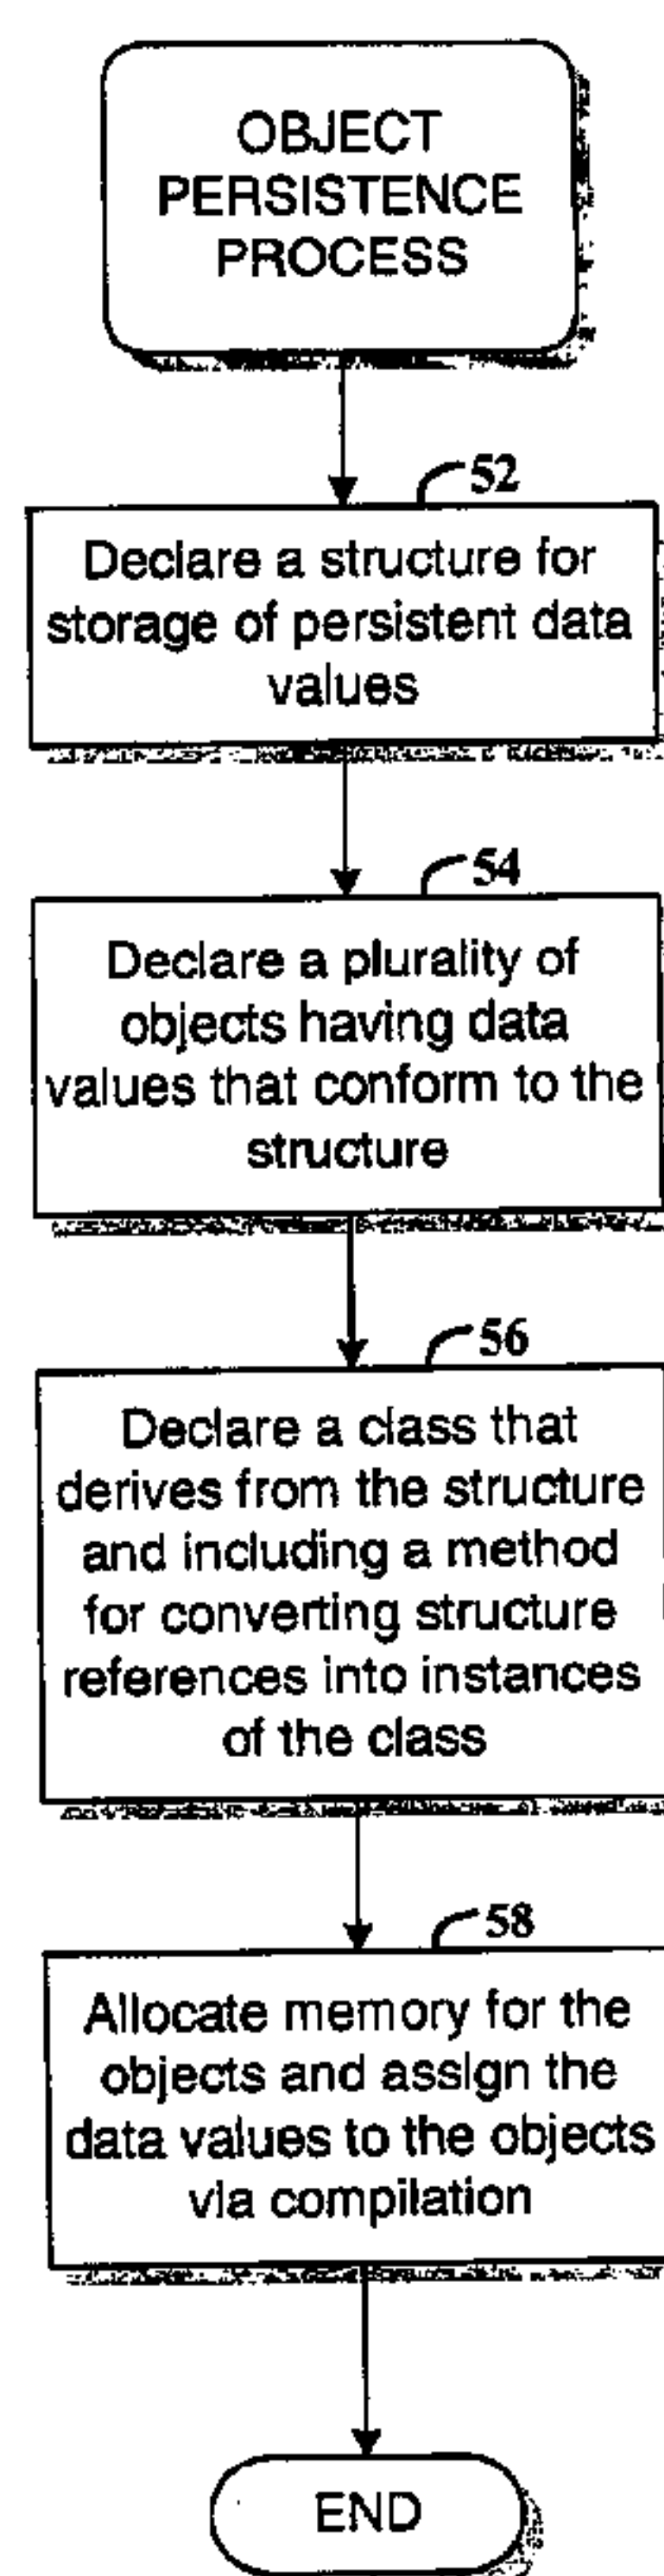 OBJECT
PERSISTENCE
PROCESS
52
Declare a structure for
storage of persistent data
values
54
Declare a plurality of
objects having data
values that conform to the
structure
56
Declare a class that
derives from the structure
and including a method
for converting structure
references into instances
of the class
58
Allocate memory for the
objects and assign the
data values to the objects
via compilation
END